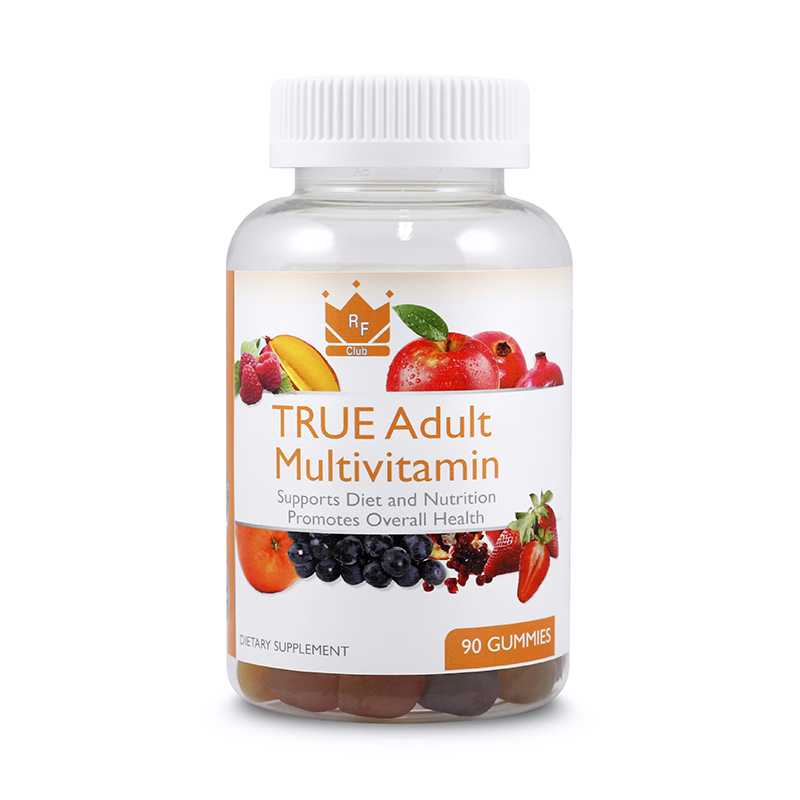 R F
Club
TRUE Adult
Multivitamin
Supports Diet and Nutrition
Promotes Overall Health
DIETARY SUPPLEMENT
90 GUMMIES